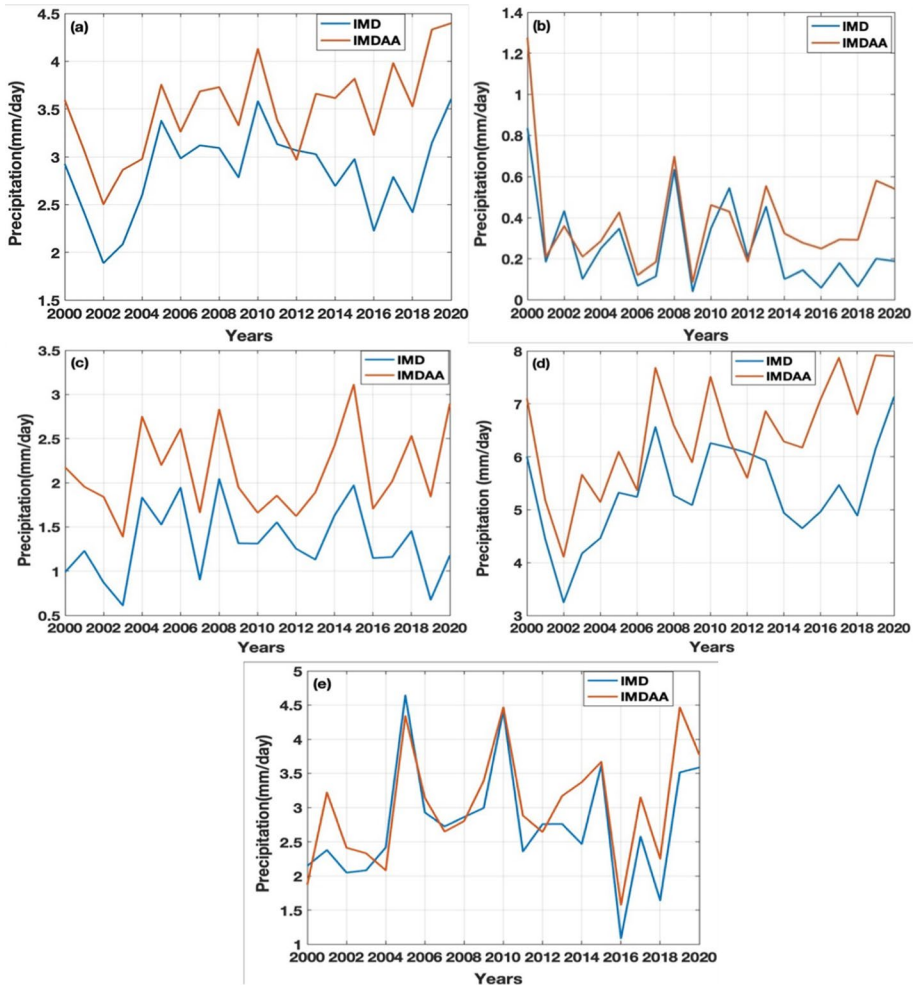 (a)
IMD
IMDAA
Precipitation(mm/day)
4.5
4
3.5
3
2.5
2
1.5
2000 2002 2004 2006 2008 2010 2012 2014 2016 2018 2020
Years
(b)
IMD
IMDAA
Precipitation(mm/day)
1.4
1.2
1
0.8
0.6
0.4
0.2
0
2000 2002 2004 2006 2008 2010 2012 2014 2016 2018 2020
Years
(c)
IMD
IMDAA
Precipitation(mm/day)
3.5
3
2.5
2
1.5
1
0.5
2000 2002 2004 2006 2008 2010 2012 2014 2016 2018 2020
Years
(d)
IMD
IMDAA
Precipitation (mm/day)
8
7
6
5
4
3
2000 2002 2004 2006 2008 2010 2012 2014 2016 2018 2020
Years
(e)
IMD
IMDAA
Precipitation(mm/day)
5
4.5
4
3.5
3
2.5
2
1.5
1
2000 2002 2004 2006 2008 2010 2012 2014 2016 2018 2020
Years